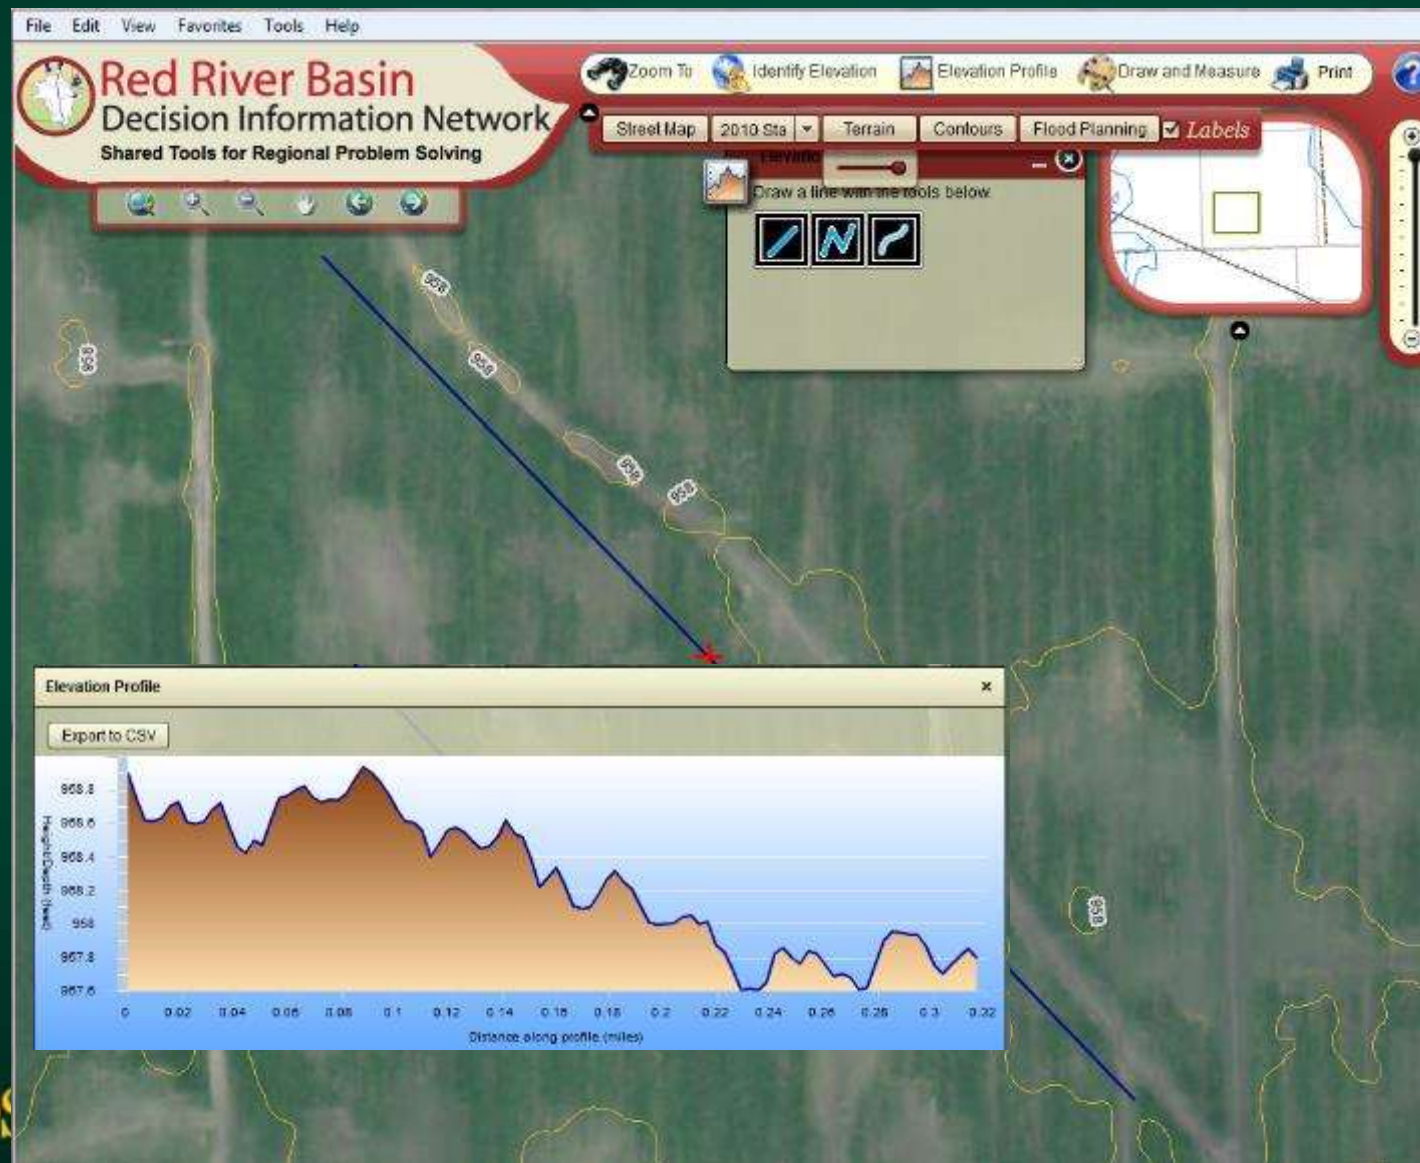 File Edit View Favorites Tools Help
Red River Basin
Decision Information Network
Shared Tools for Regional Problem Solving
Zoom To Identify Elevation Elevation Profile Draw and Measure Print
Street Map 2010 Sta Terrain Contours Flood Planning Labels
Draw a line with the tools below
958
958
958
958
958
958
Elevation Profile
Export to CSV
Height/Depth (feet)
958.8
958.6
958.4
958.2
958
957.8
957.6
0 0.02 0.04 0.06 0.08 0.1 0.12 0.14 0.16 0.18 0.2 0.22 0.24 0.26 0.28 0.3 0.32
Distance along profile (miles)
S